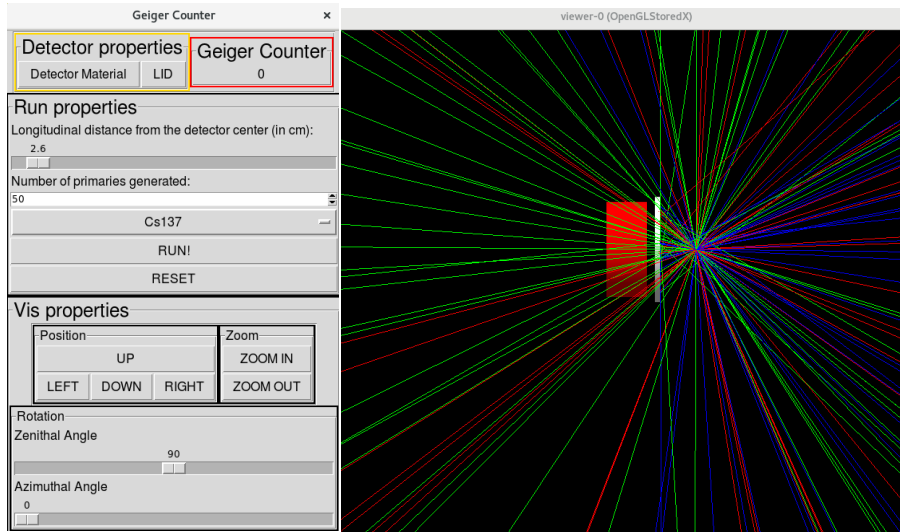 Geiger Counter ×
viewer-0 (OpenGLStoredX)
Detector properties
Detector Material LID
Geiger Counter
0
Run properties
Longitudinal distance from the detector center (in cm):
2.6
Number of primaries generated:
50
Cs137
RUN!
RESET
Vis properties
Position
UP
LEFT DOWN RIGHT
Zoom
ZOOM IN
ZOOM OUT
Rotation
Zenithal Angle
90
Azimuthal Angle
0